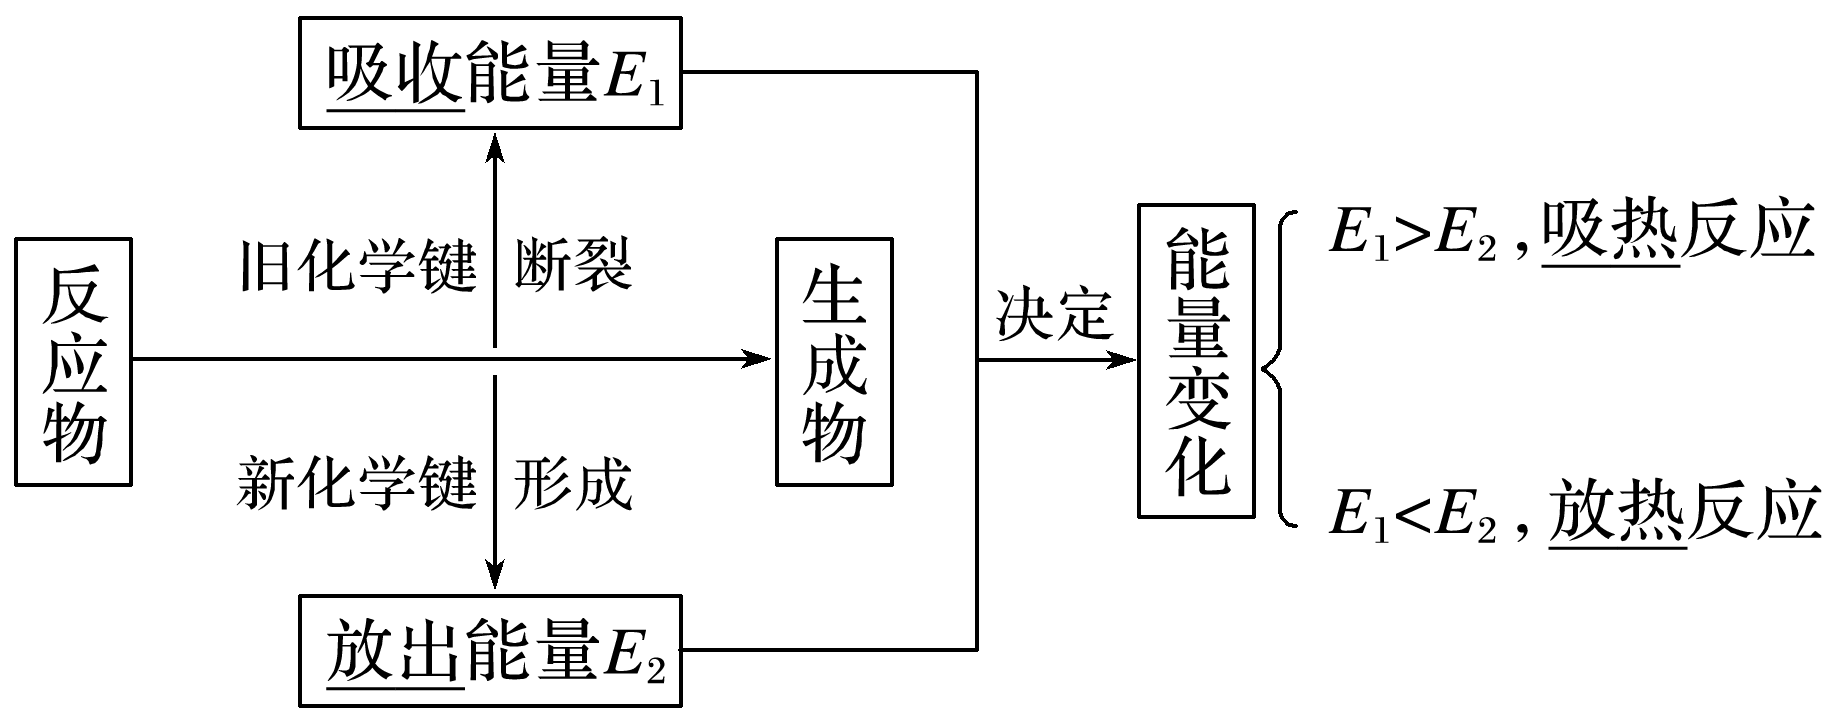 吸收能量E₁
旧化学键 断裂
反应物
生成物
新化学键 形成
放出能量E₂
决定
能量变化
E₁>E₂,吸热反应
E₁<E₂,放热反应